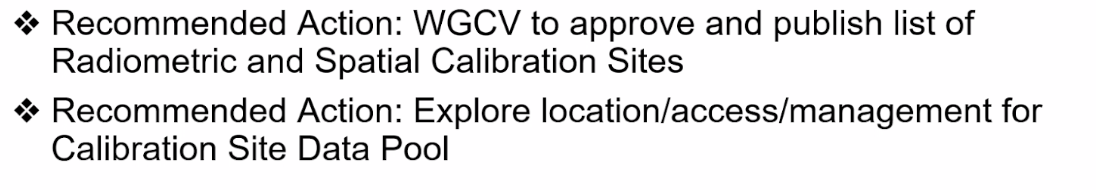 ❖ Recommended Action: WGCV to approve and publish list of
Radiometric and Spatial Calibration Sites
❖ Recommended Action: Explore location/access/management for
Calibration Site Data Pool